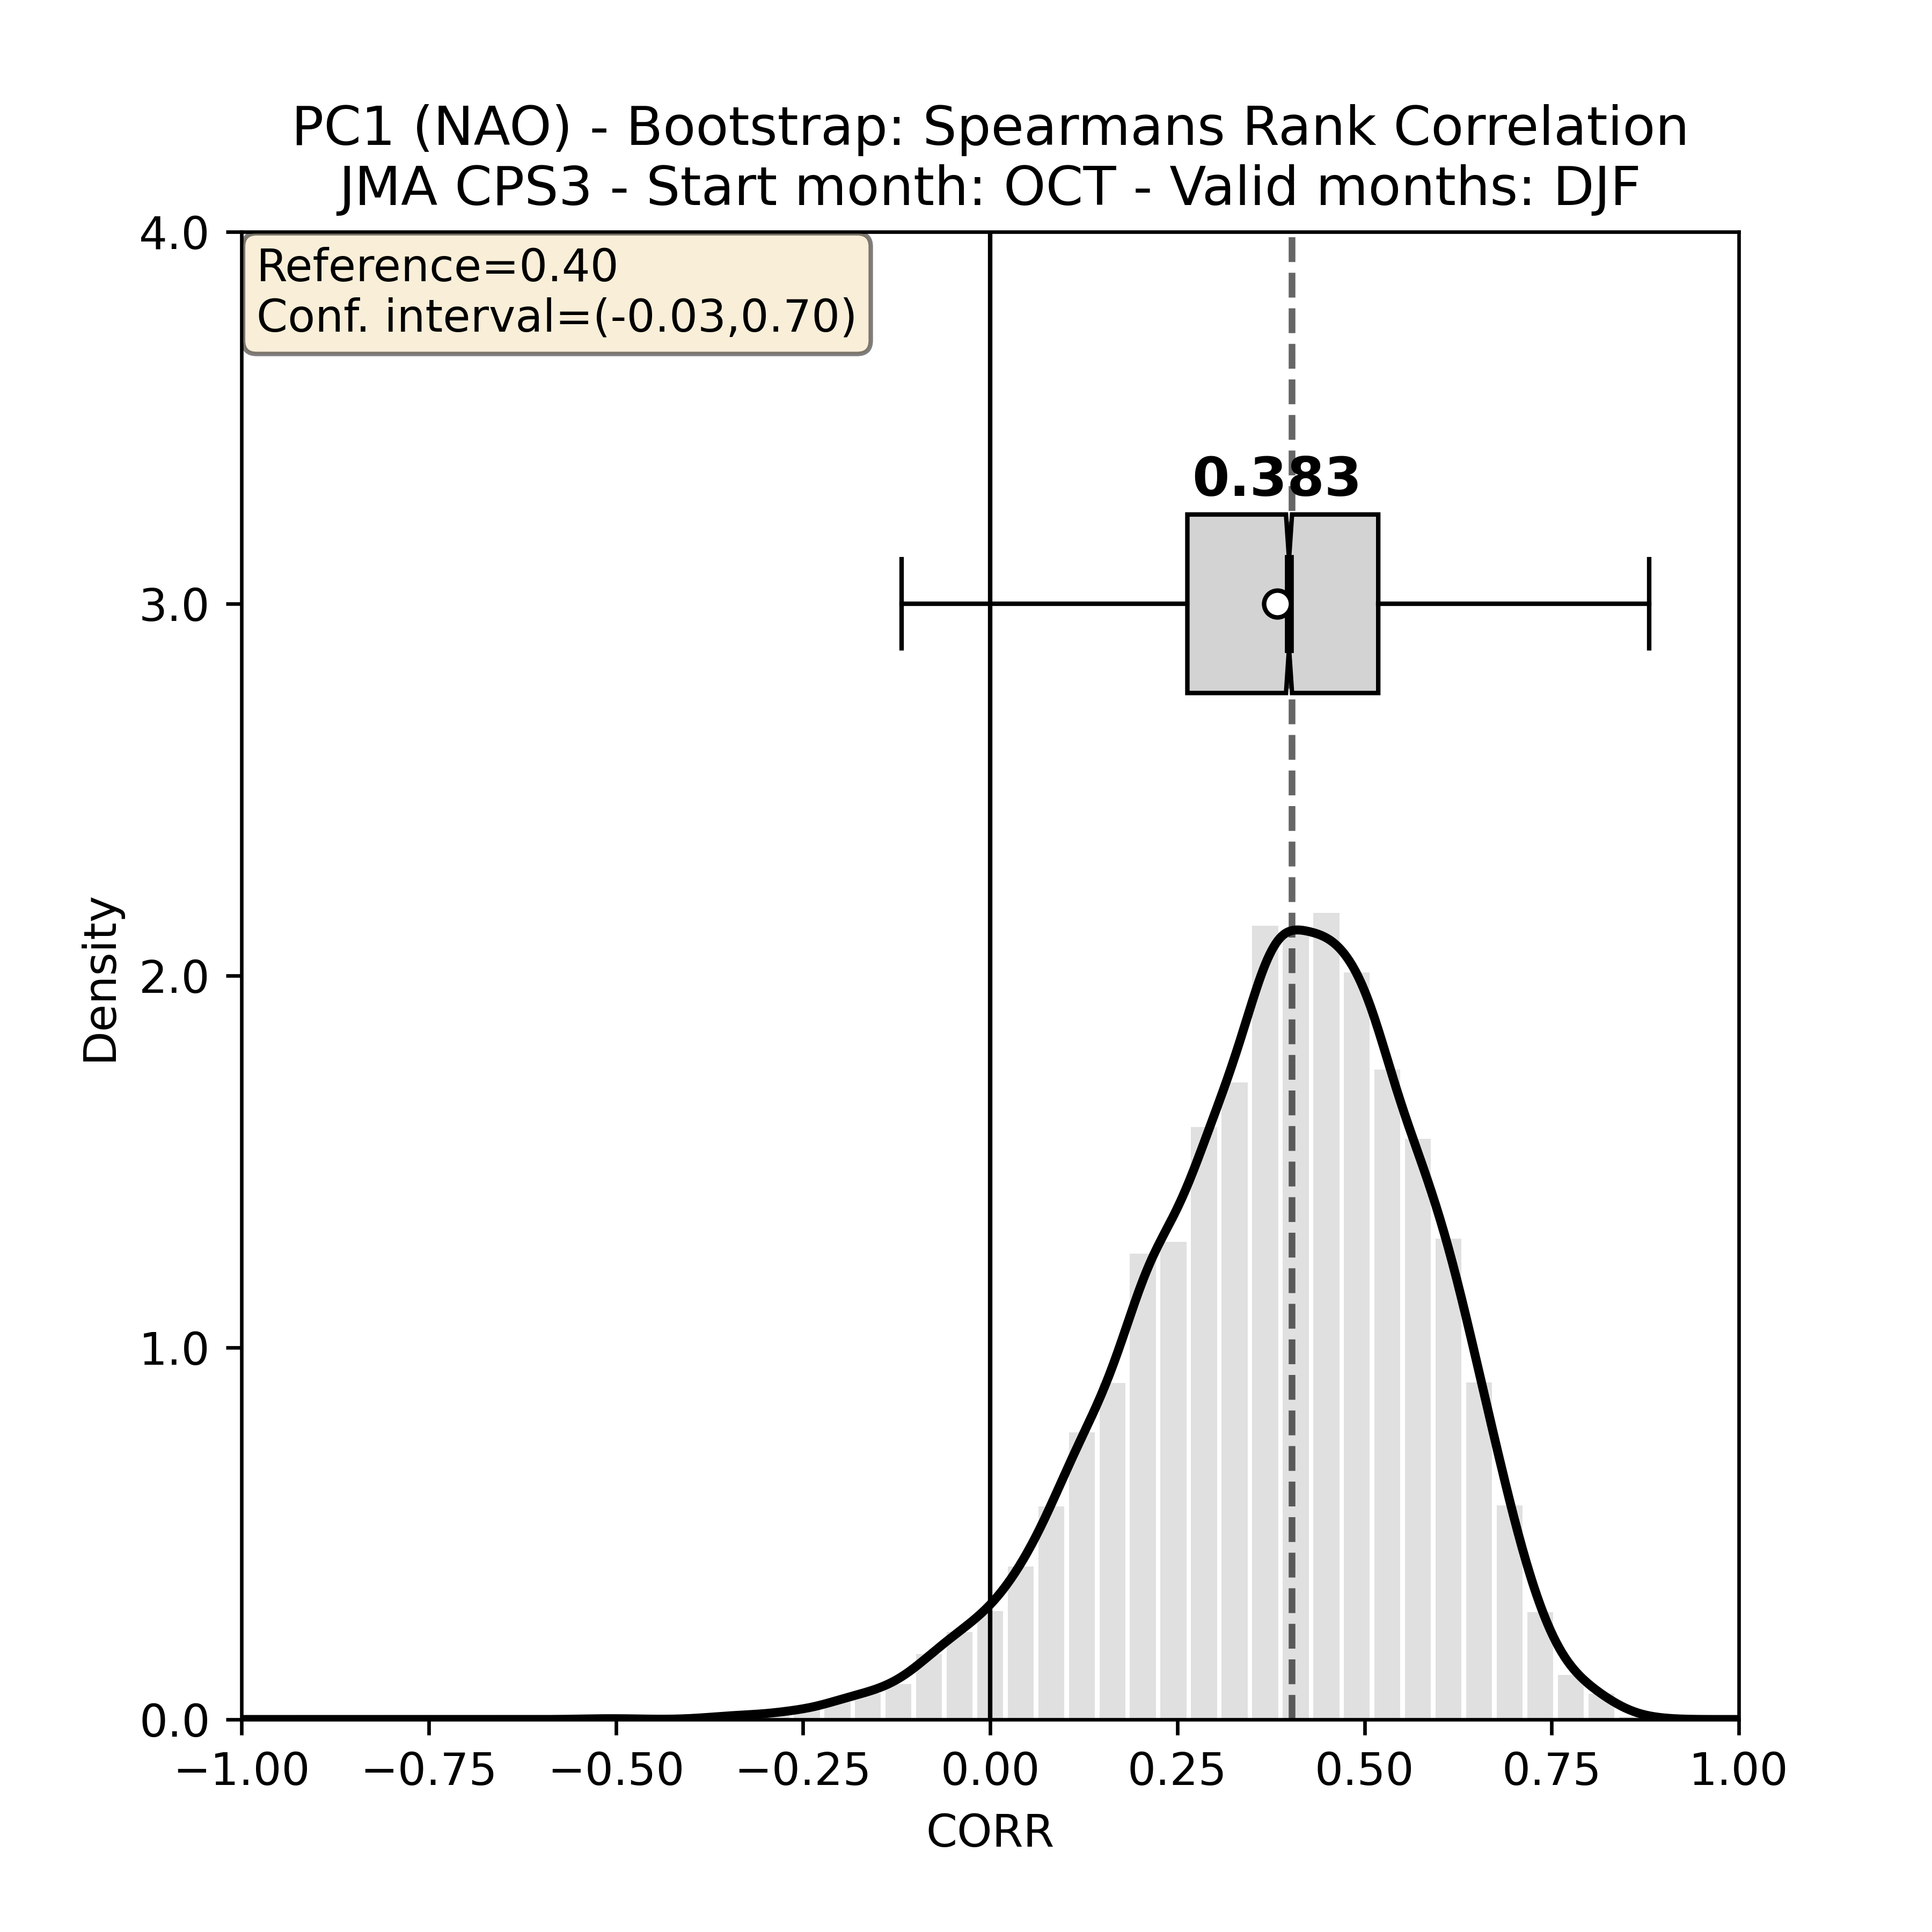 PC1 (NAO) - Bootstrap: Spearmans Rank Correlation
JMA CPS3 - Start month: OCT - Valid months: DJF
4.0
Reference=0.40
Conf. interval=(-0.03,0.70)
0.383
3.0
Density
2.0
1.0
0.0
−1.00 −0.75 −0.50 −0.25 0.00 0.25 0.50 0.75 1.00
CORR